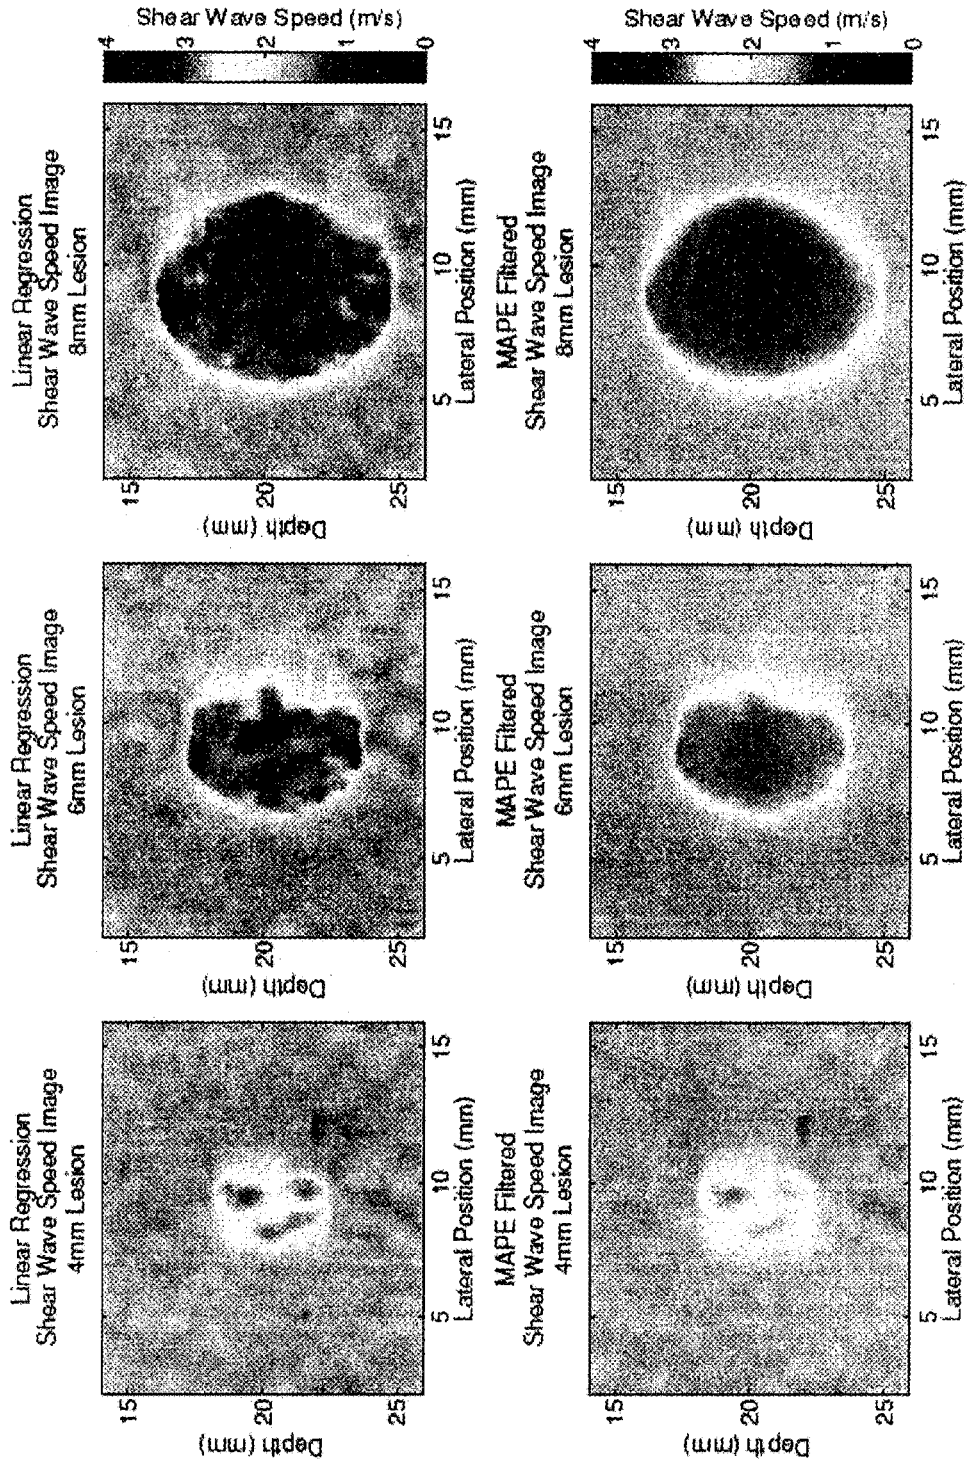 Linear Regression
Shear Wave Speed Image
4mm Lesion
15
20
25
Depth (mm)
5
10
15
Lateral Position (mm)
Linear Regression
Shear Wave Speed Image
6mm Lesion
15
20
25
Depth (mm)
5
10
15
Lateral Position (mm)
Linear Regression
Shear Wave Speed Image
8mm Lesion
15
20
25
Depth (mm)
5
10
15
Lateral Position (mm)
4
3
2
1
0
Shear Wave Speed (m/s)
MAPE Filtered
Shear Wave Speed Image
4mm Lesion
15
20
25
Depth (mm)
5
10
15
Lateral Position (mm)
MAPE Filtered
Shear Wave Speed Image
6mm Lesion
15
20
25
Depth (mm)
5
10
15
Lateral Position (mm)
MAPE Filtered
Shear Wave Speed Image
8mm Lesion
15
20
25
Depth (mm)
5
10
15
Lateral Position (mm)
4
3
2
1
0
Shear Wave Speed (m/s)